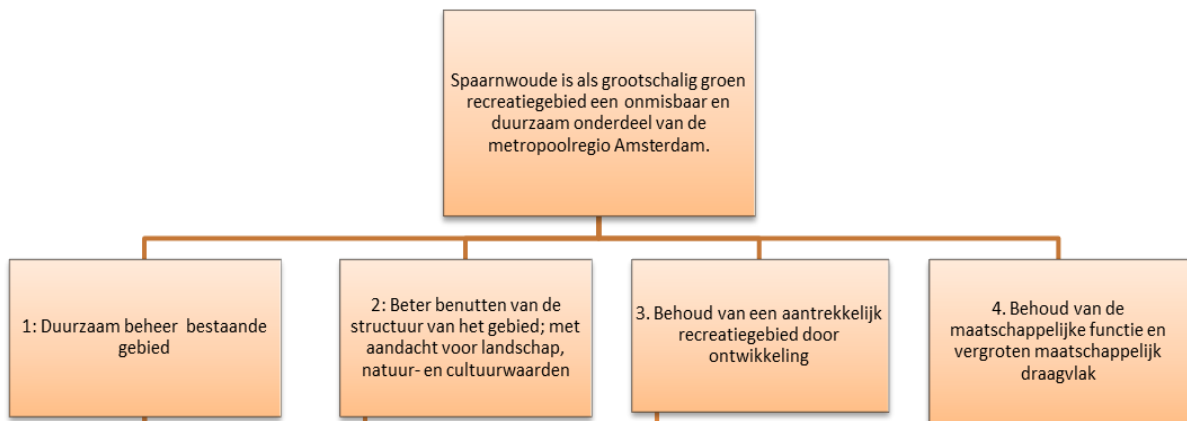 Spaarnwoude is als grootschalig groen
recreatiegebied een onmisbaar en
duurzaam onderdeel van de
metropoolregio Amsterdam.
1: Duurzaam beheer bestaande
gebied
2: Beter benutten van de
structuur van het gebied; met
aandacht voor landschap,
natuur- en cultuurwaarden
3. Behoud van een aantrekkelijk
recreatiegebied door
ontwikkeling
4. Behoud van de
maatschappelijke functie en
vergroten maatschappelijk
draagvlak